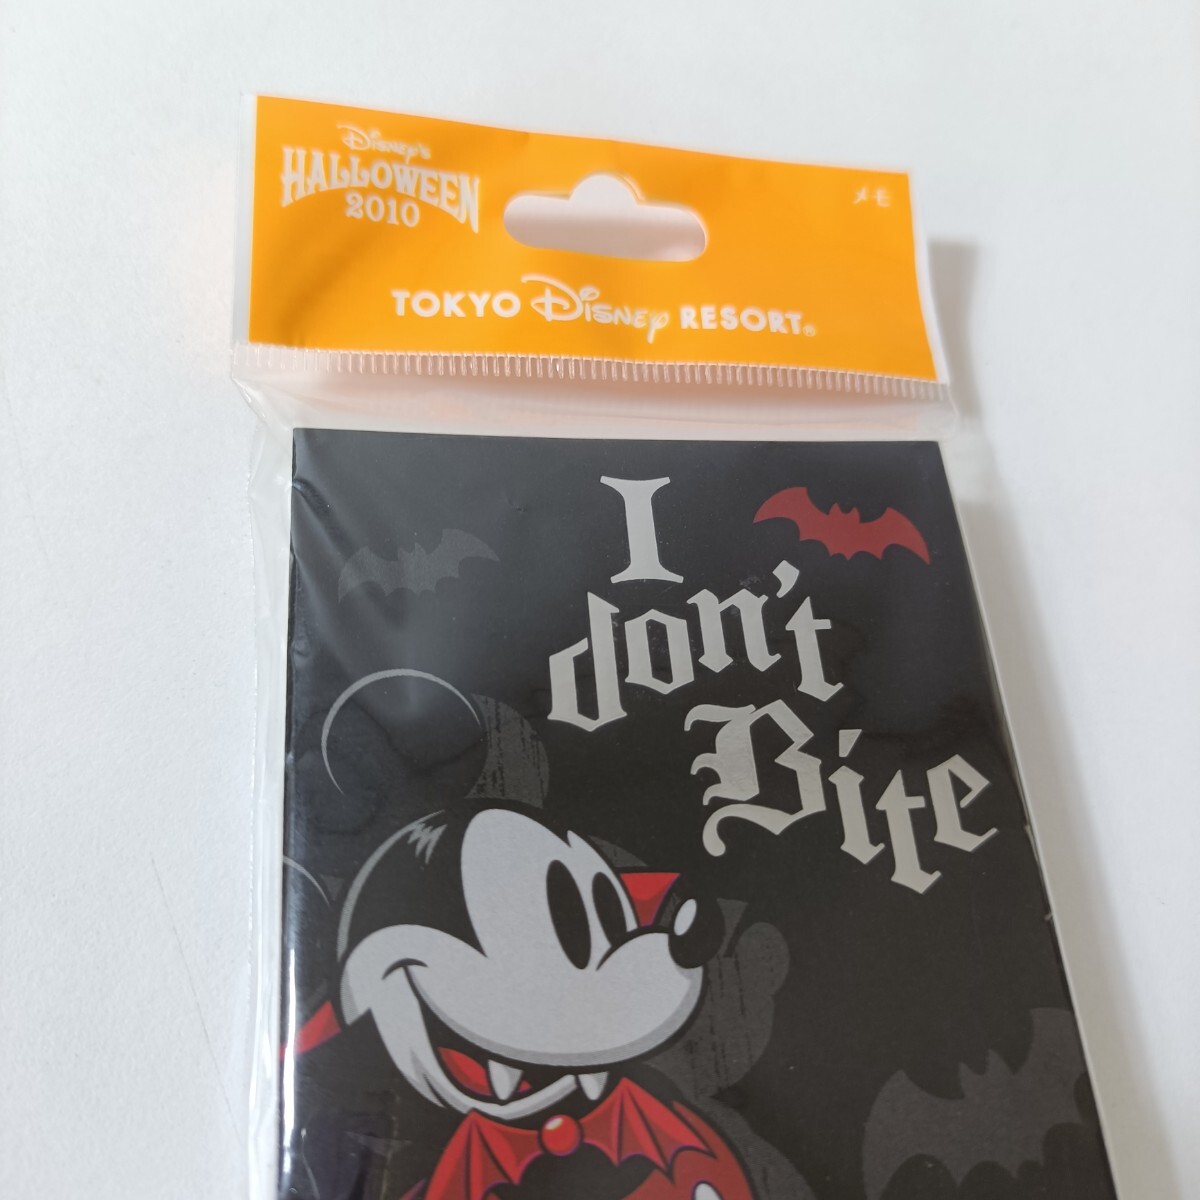 Disney's
HALLOWEEN
2010
メモ
TOKYO Disney RESORT®
I
don't
Bite